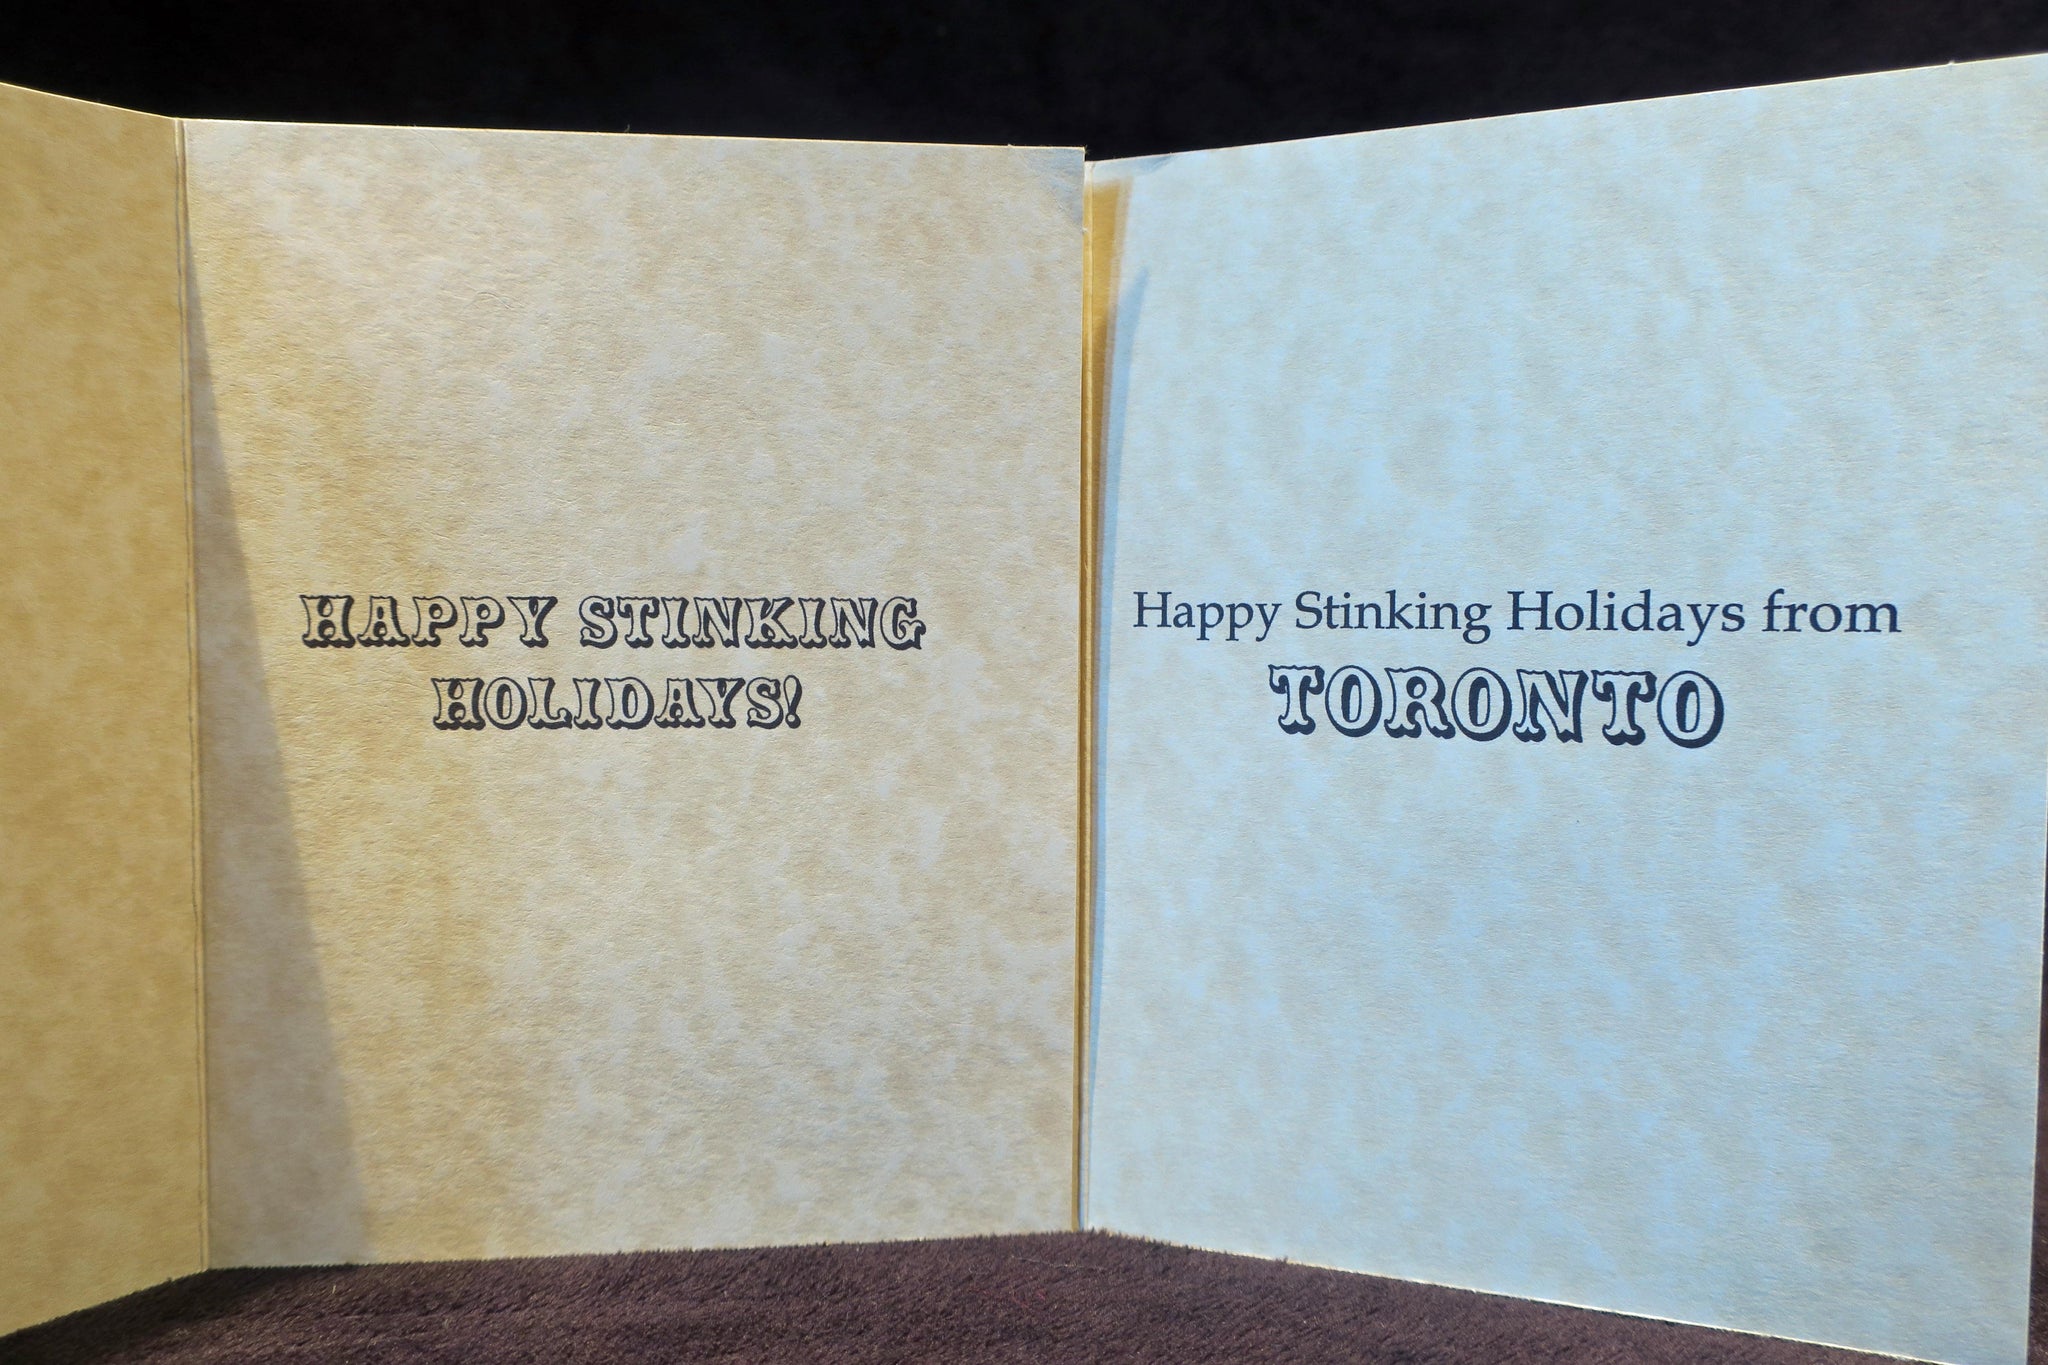 HAPPY STINKING
HOLIDAYS!
Happy Stinking Holidays from
TORONTO